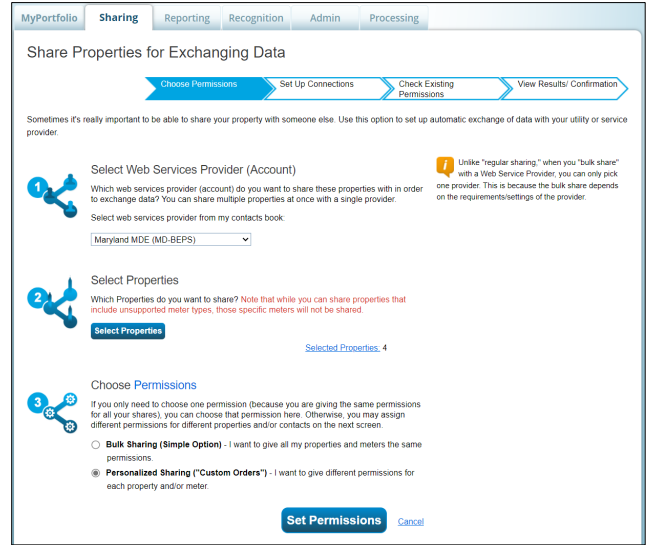 MyPortfolio Sharing Reporting Recognition Admin Processing
Share Properties for Exchanging Data
Choose Permissions Set Up Connections Check Existing Permissions View Results/ Confirmation
Sometimes it's really important to be able to share your property with someone else. Use this option to set up automatic exchange of data with your utility or service
provider.
1
Select Web Services Provider (Account)
Which web services provider (account) do you want to share these properties with in order
to exchange data? You can share multiple properties at once with a single provider.
Select web services provider from my contacts book:
Maryland MDE (MD-BEPS)
i
Unlike "regular sharing," when you "bulk share"
with a Web Service Provider, you can only pick
one provider. This is because the bulk share depends
on the requirements/settings of the provider.
2
Select Properties
Which Properties do you want to share? Note that while you can share properties that
include unsupported meter types, those specific meters will not be shared.
Select Properties
Selected Properties: 4
3
Choose Permissions
If you only need to choose one permission (because you are giving the same permissions
for all your shares), you can choose that permission here. Otherwise, you may assign
different permissions for different properties and/or contacts on the next screen.
Bulk Sharing (Simple Option) - I want to give all my properties and meters the same
permissions.
Personalized Sharing ("Custom Orders") - I want to give different permissions for
each property and/or meter.
Set Permissions Cancel